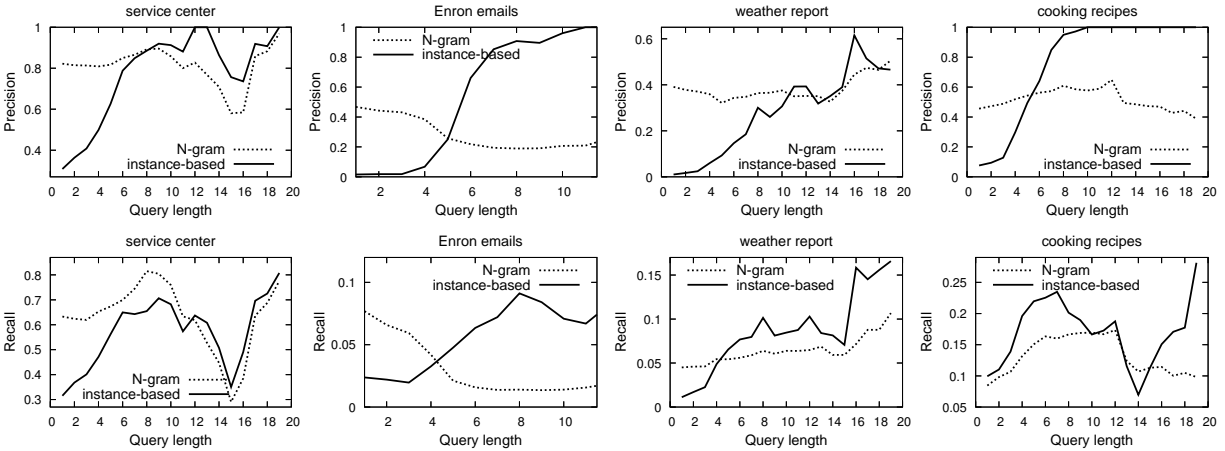 service center
Precision
1
0.8
0.6
0.4
N-gram
instance-based
0 2 4 6 8 10 12 14 16 18 20
Query length
Enron emails
Precision
1
0.8
0.6
0.4
0.2
0
N-gram
instance-based
2 4 6 8 10
Query length
weather report
Precision
0.6
0.4
0.2
0
N-gram
instance-based
0 2 4 6 8 10 12 14 16 18 20
Query length
cooking recipes
Precision
1
0.8
0.6
0.4
0.2
0
N-gram
instance-based
0 2 4 6 8 10 12 14 16 18 20
Query length
service center
Recall
0.8
0.7
0.6
0.5
0.4
0.3
N-gram
instance-based
0 2 4 6 8 10 12 14 16 18 20
Query length
Enron emails
Recall
0.1
0.05
0
N-gram
instance-based
2 4 6 8 10
Query length
weather report
Recall
0.15
0.10
0.05
0
N-gram
instance-based
0 2 4 6 8 10 12 14 16 18 20
Query length
cooking recipes
Recall
0.25
0.20
0.15
0.1
0.05
N-gram
instance-based
0 2 4 6 8 10 12 14 16 18 20
Query length